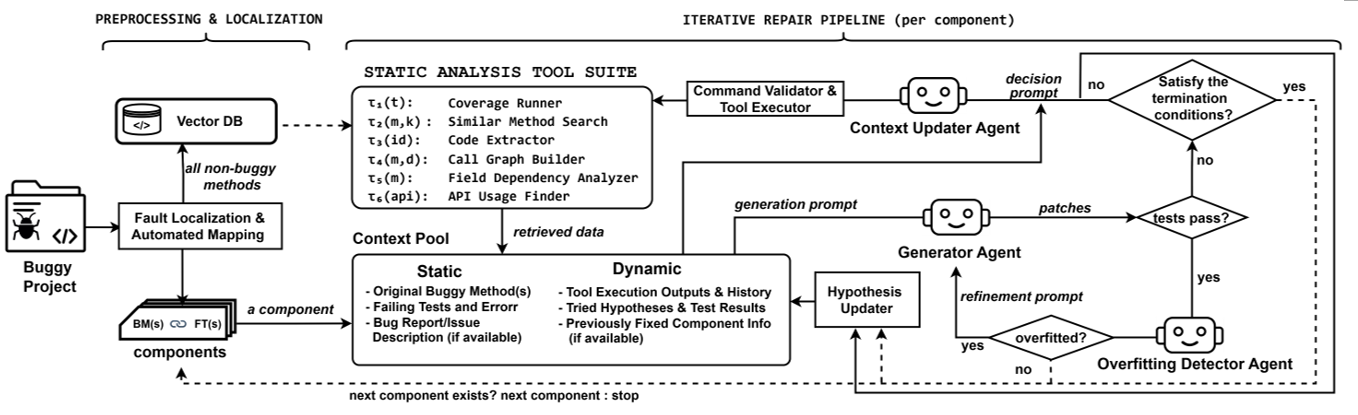 PREPROCESSING & LOCALIZATION
ITERATIVE REPAIR PIPELINE (per component)
STATIC ANALYSIS TOOL SUITE
τ₁(t): Coverage Runner
τ₂(m,k): Similar Method Search
τ₃(id): Code Extractor
τ₄(m,d): Call Graph Builder
τ₅(m): Field Dependency Analyzer
τ₆(api): API Usage Finder
Vector DB
</>
all non-buggy
methods
Fault Localization &
Automated Mapping
</>
Buggy
Project
BM(s) FT(s)
components
a component
retrieved data
Context Pool
Static
- Original Buggy Method(s)
- Failing Tests and Errorr
- Bug Report/Issue
Description (if available)
Dynamic
- Tool Execution Outputs & History
- Tried Hypotheses & Test Results
- Previously Fixed Component Info
(if available)
Command Validator &
Tool Executor
Context Updater Agent
decision
prompt
no
Satisfy the
termination
conditions?
yes
no
generation prompt
Generator Agent
patches
tests pass?
yes
refinement prompt
Hypothesis
Updater
yes
overfitted?
no
Overfitting Detector Agent
next component exists? next component : stop